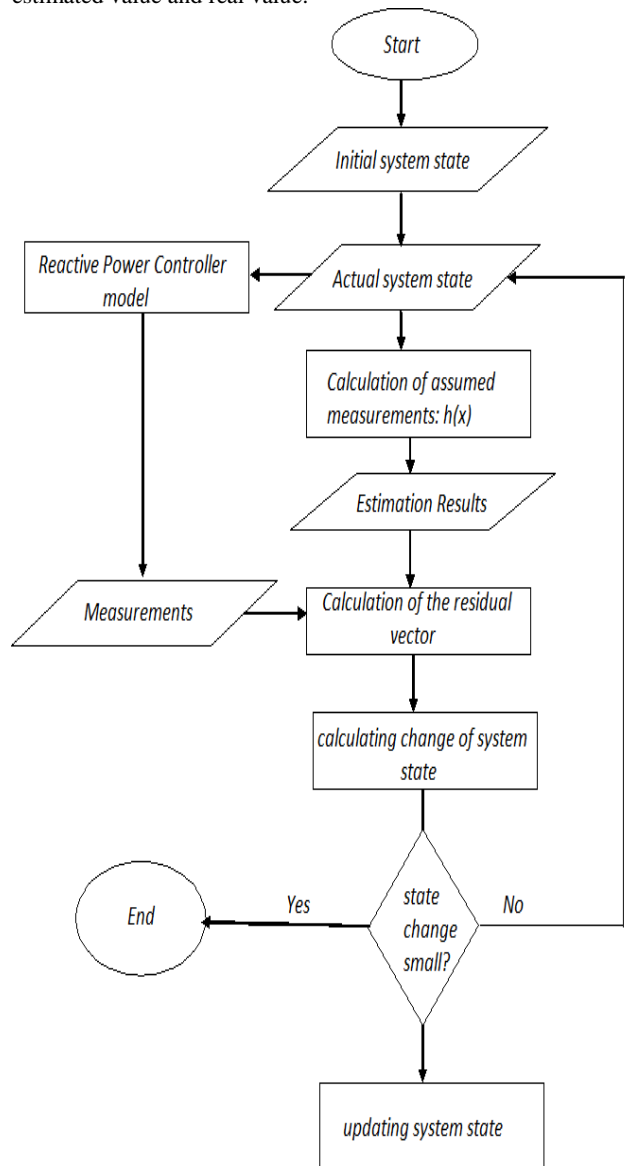 estimated value and real value.
Start
Initial system state
Reactive Power Controller
model
Actual system state
Calculation of assumed
measurements: h(x)
Estimation Results
Measurements
Calculation of the residual
vector
calculating change of system
state
End
Yes
state
change
small?
No
updating system state